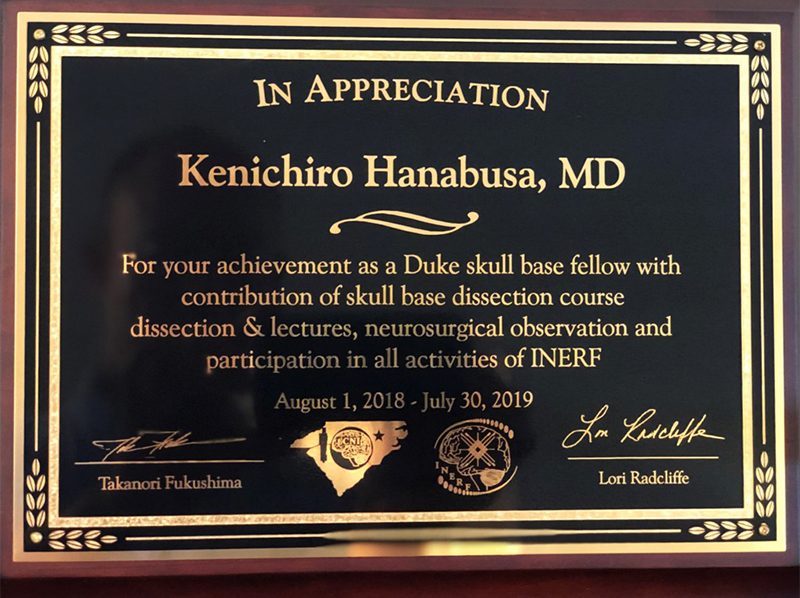 IN APPRECIATION
Kenichiro Hanabusa, MD
For your achievement as a Duke skull base fellow with
contribution of skull base dissection course
dissection & lectures, neurosurgical observation and
participation in all activities of INERF
August 1, 2018 - July 30, 2019
Lori Radcliffe
CNI
INERF
Takanori Fukushima
Lori Radcliffe